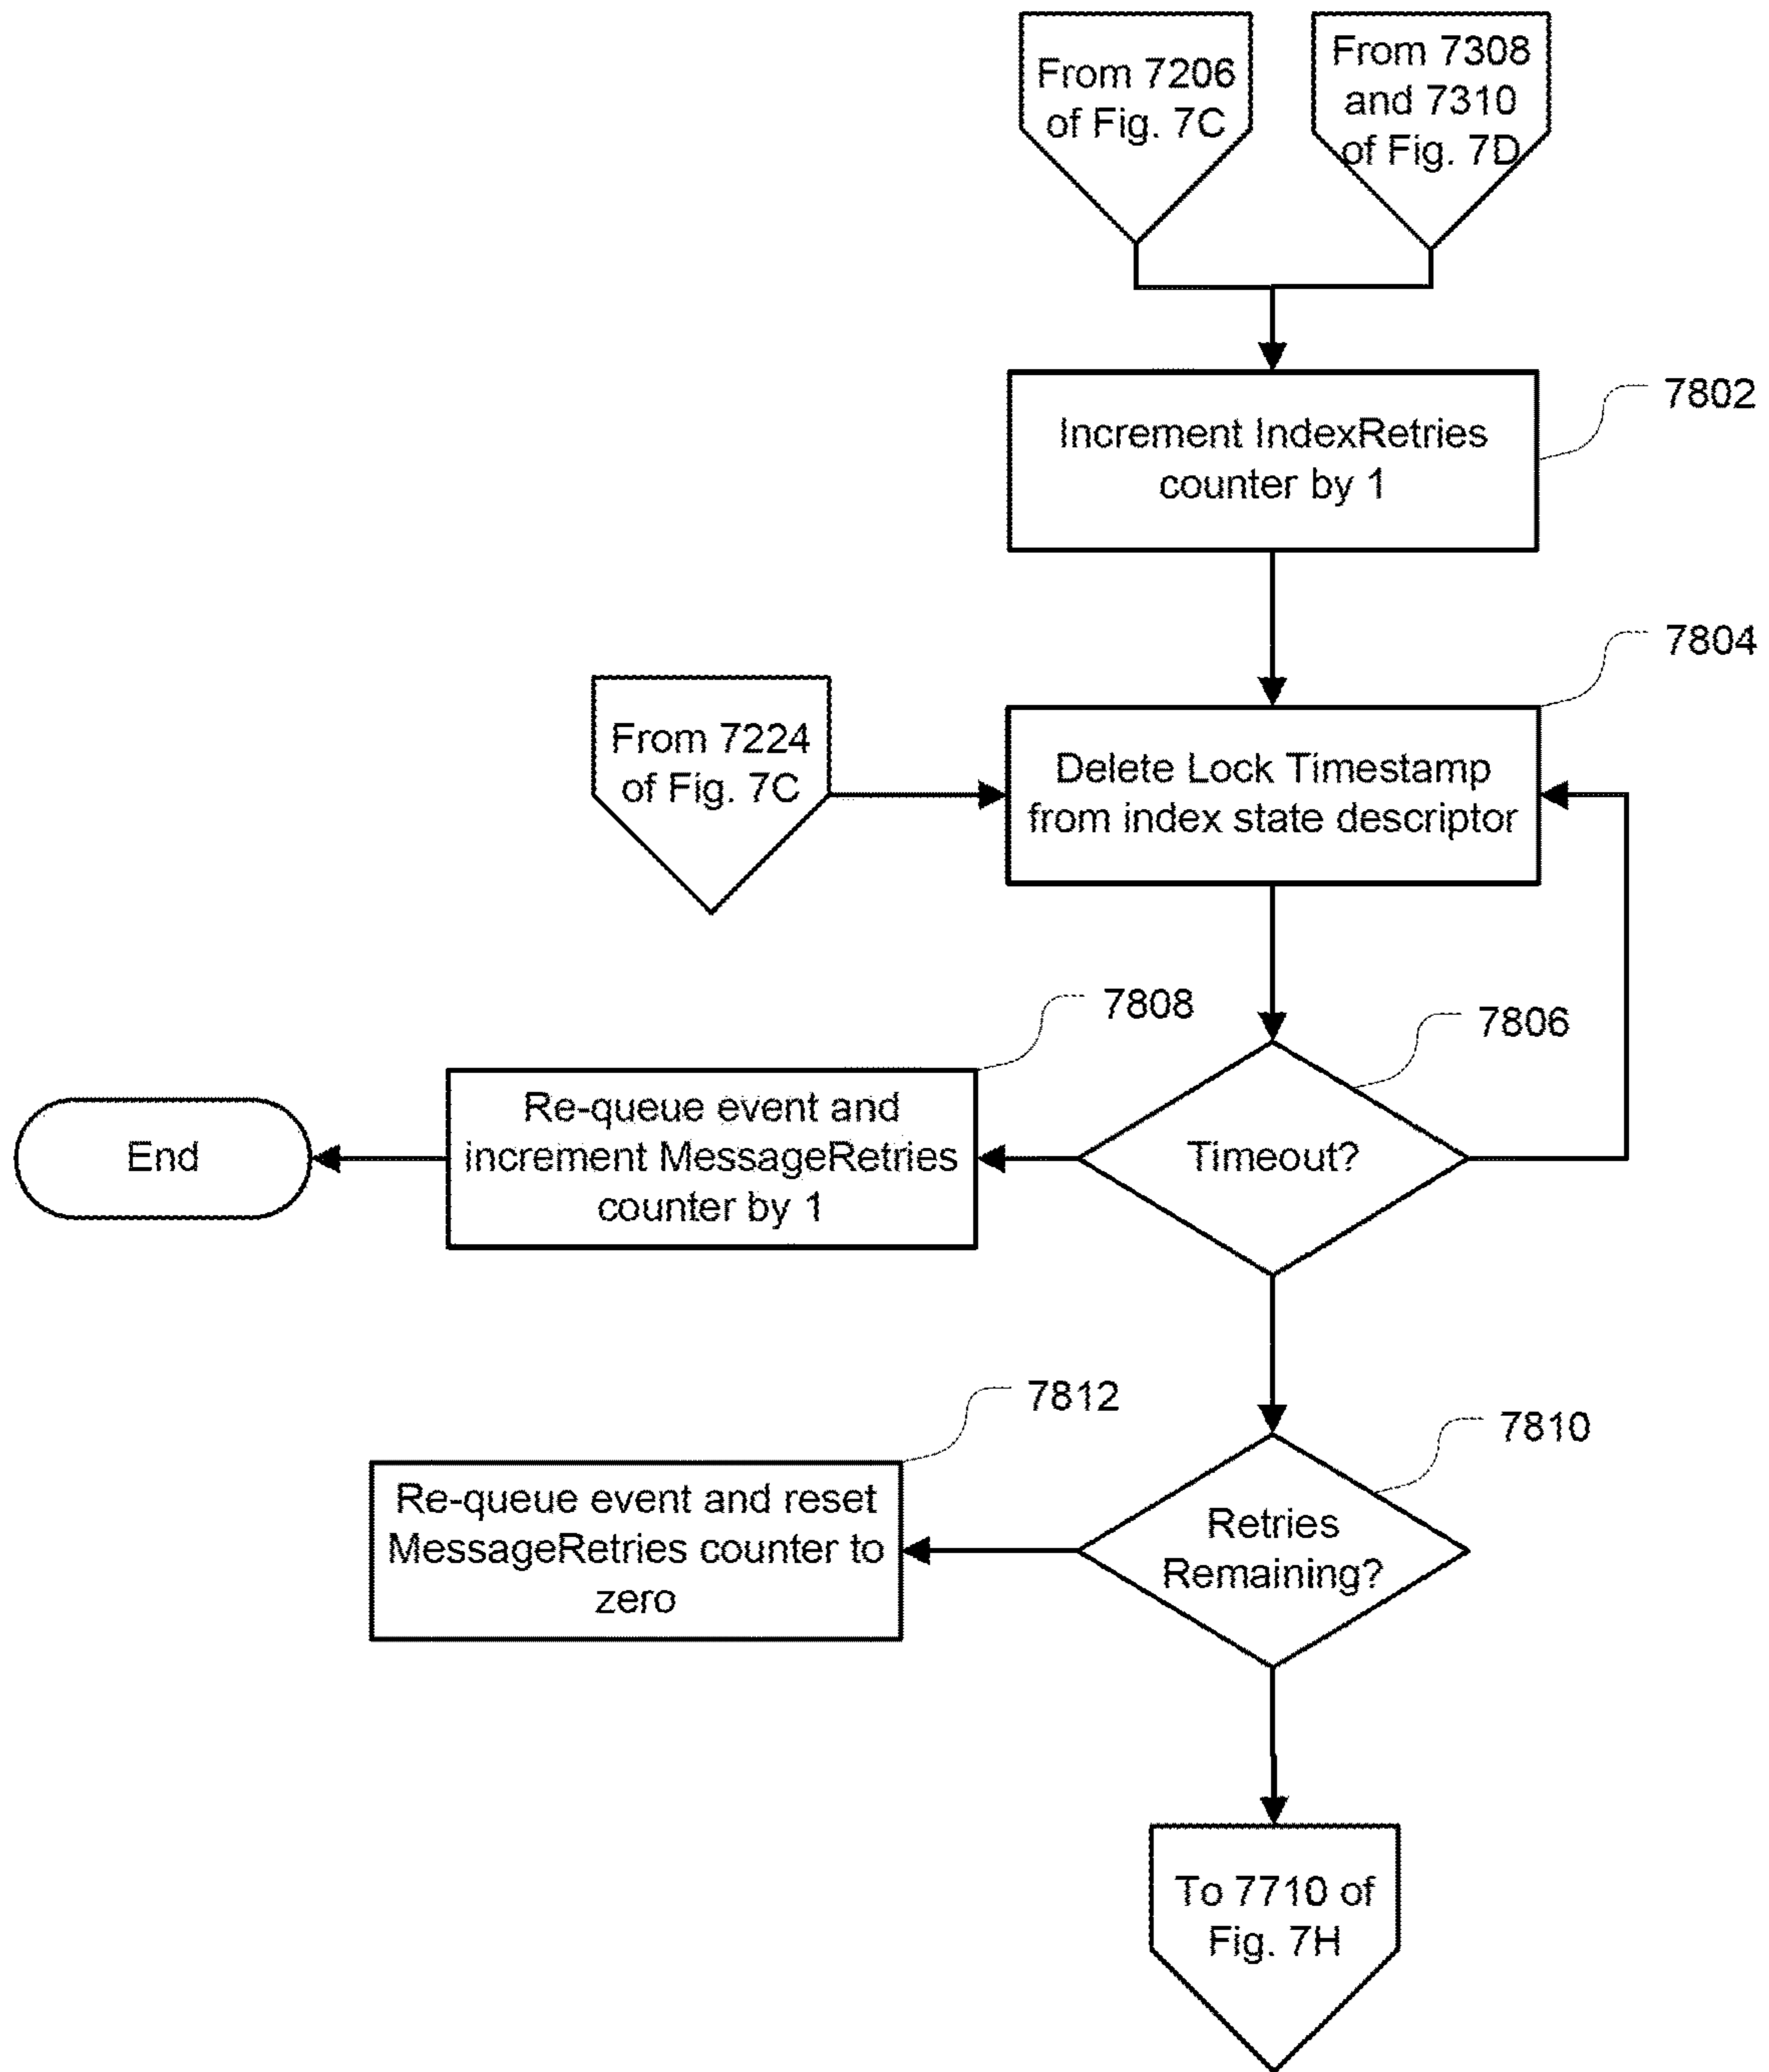 From 7206
of Fig. 7C
From 7308
and 7310
of Fig. 7D
7802
Increment IndexRetries
counter by 1
7804
From 7224
of Fig. 7C
Delete Lock Timestamp
from index state descriptor
7808
7806
End
Re-queue event and
increment MessageRetries
counter by 1
Timeout?
7812
7810
Re-queue event and reset
MessageRetries counter to
zero
Retries
Remaining?
To 7710 of
Fig. 7H